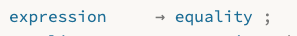 expression → equality ;